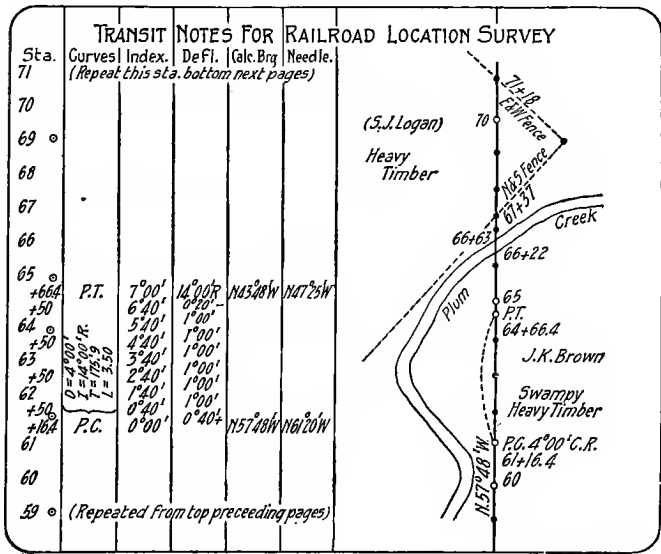 TRANSIT NOTES FOR RAILROAD LOCATION SURVEY
Sta. Curves Index. Defl. Calc. Brg Needle.
71 (Repeat this sta. bottom next pages)
70
69
68
67
66
65
+66.4 P.T. 7°00' 14°00'R N43°48'W N47°25'W
+50 6°40' 0°20'-
64 5°40' 1°00'
+50 4°40' 1°00'
63 3°40' 1°00'
+50 2°40' 1°00'
62 1°40' 1°00'
+50 0°40' 1°00'
0°40'+
+16.4 P.C. 0°00' N57°48'W N61°20'W
61
60
59 (Repeated from top preceeding pages)
D=4°00'
I=14°00'R.
T=175.9
L=3.50
71+18
E&W Fence
(S.J. Logan)
70
Heavy
Timber
N&S Fence
67+37
Creek
66+63
66+22
Plum
65
P.T.
64+66.4
J.K. Brown
Swampy
Heavy Timber
P.C. 4°00' C.R.
61+16.4
N.57°48'W.
60